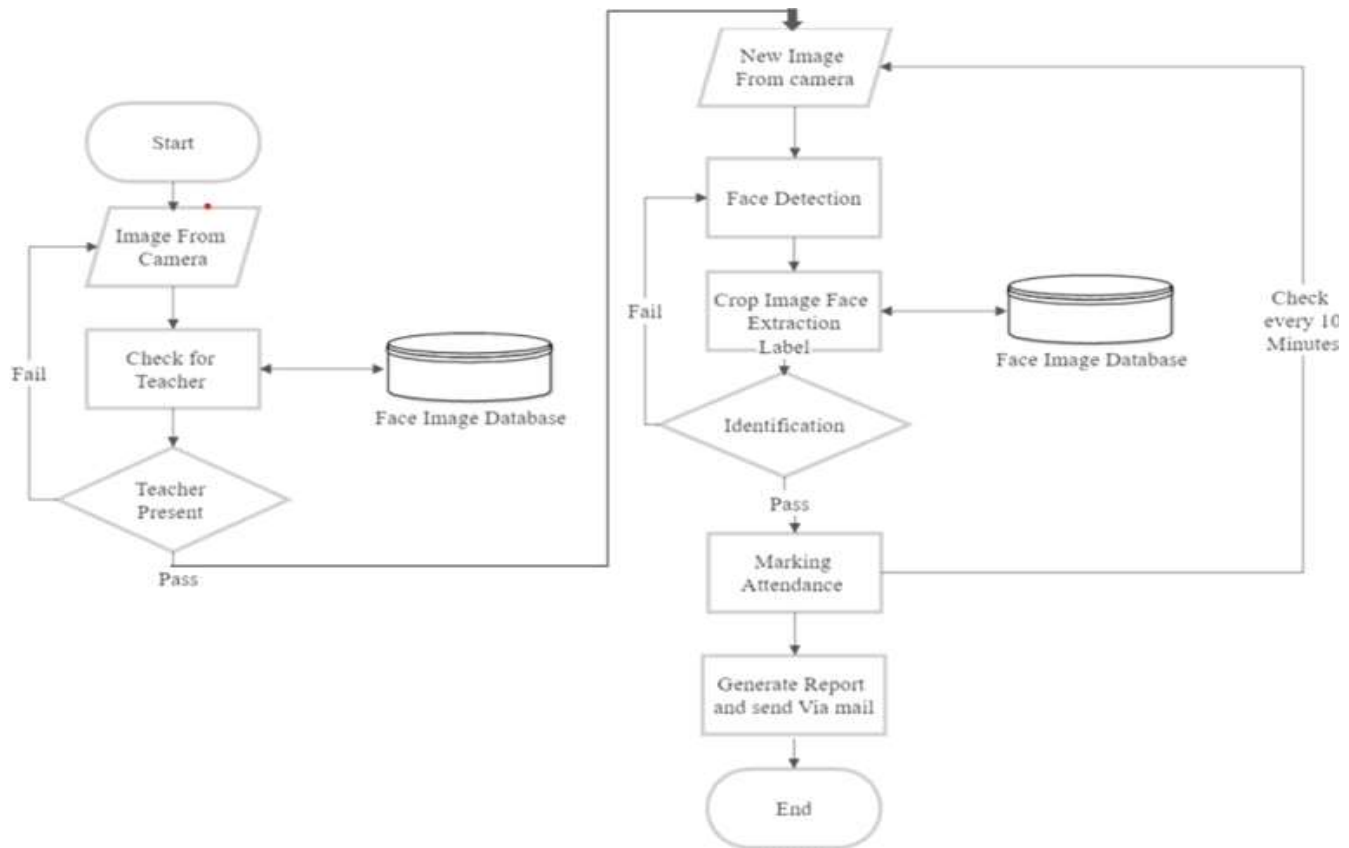 Start
Image From
Camera
Check for
Teacher
Face Image Database
Fail
Teacher
Present
Pass
New Image
From camera
Face Detection
Crop Image Face
Extraction
Label
Face Image Database
Fail
Identification
Pass
Marking
Attendance
Check
every 10
Minutes
Generate Report
and send Via mail
End